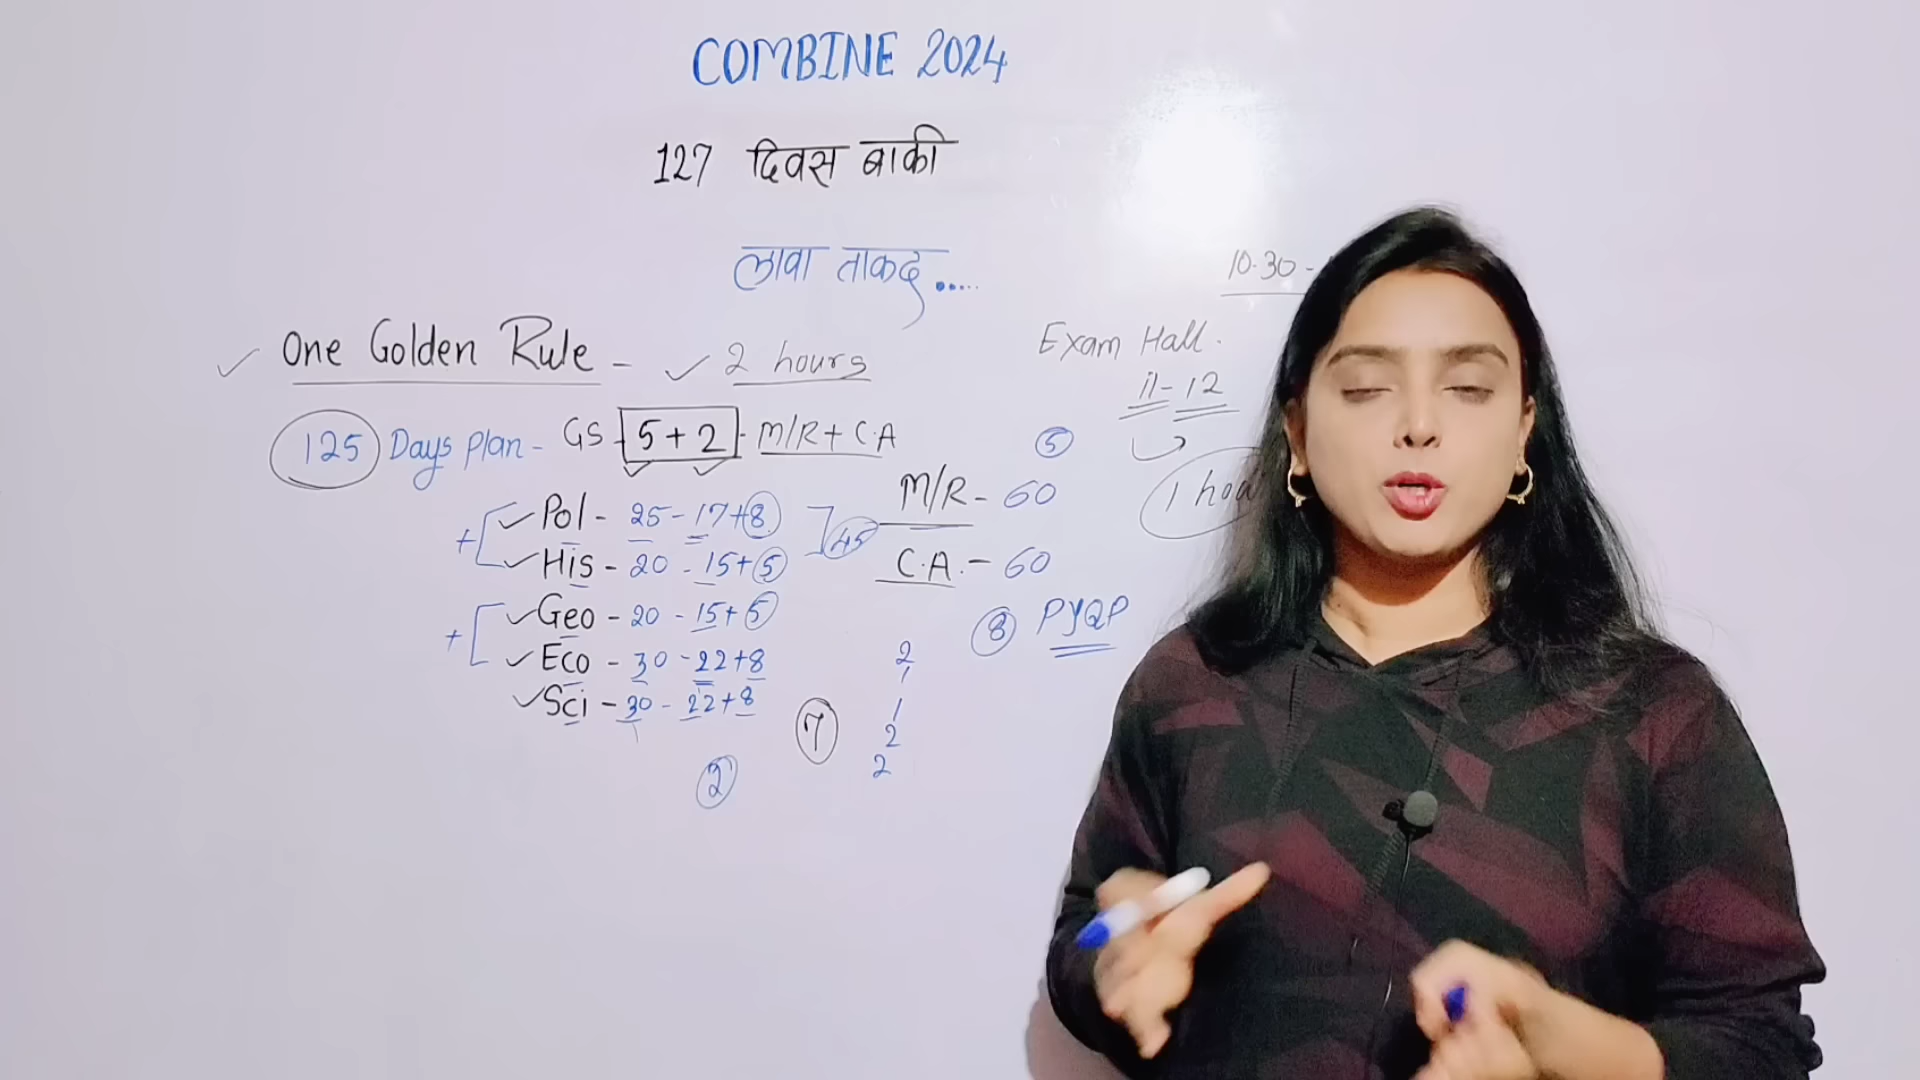 COMBINE 2024
127 दिवस बाकी
लावा ताकद.....
10.30 -
One Golden Rule - 2 hours
Exam Hall.
11-12
125 Days Plan - GS - 5+2 - M/R + C.A
5
1 hou
Pol - 25 - 17+8
45
M/R - 60
His - 20 - 15+5
C.A. - 60
Geo - 20 - 15+5
8 PYQP
Eco - 30 - 22+8
2
Sci - 30 - 22+8
1
7
2
2
2